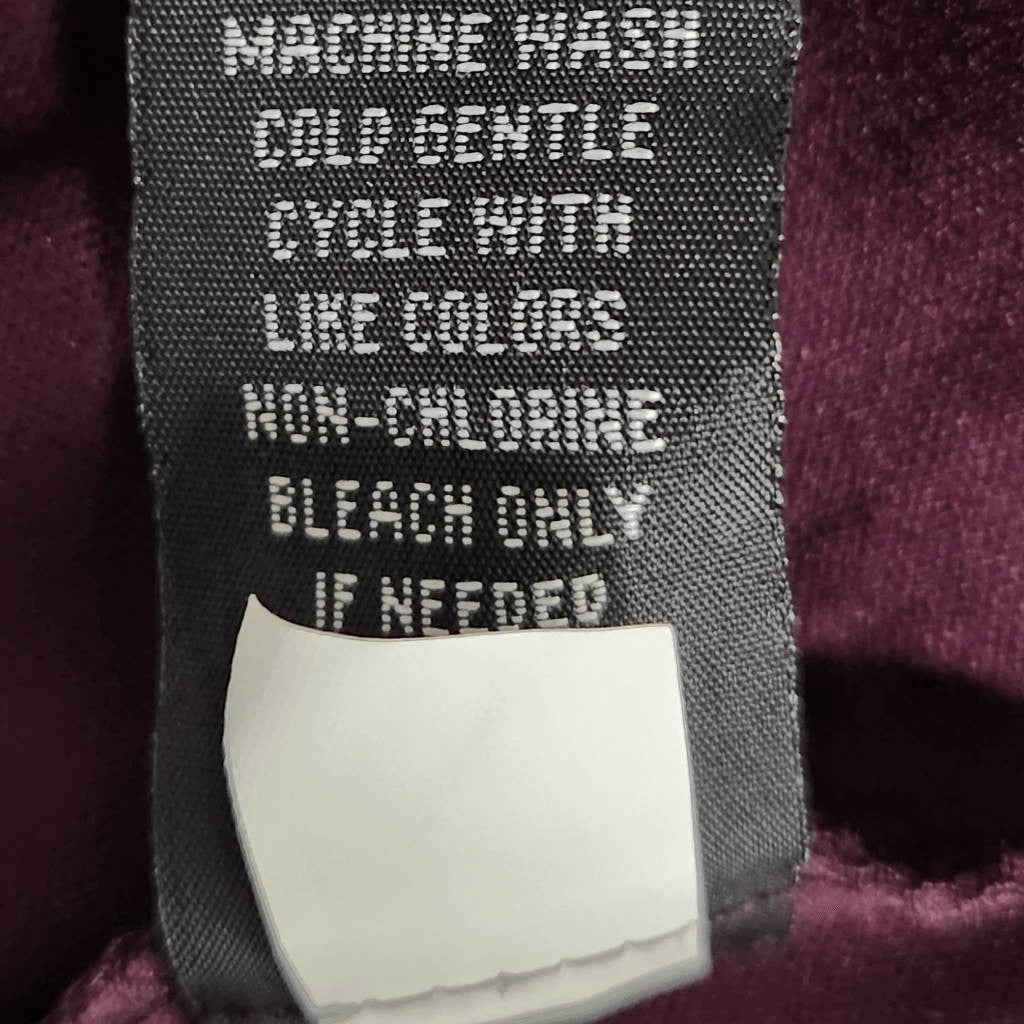 MACHINE WASH
COLD GENTLE
CYCLE WITH
LIKE COLORS
NON-CHLORINE
BLEACH ONLY
IF NEEDED